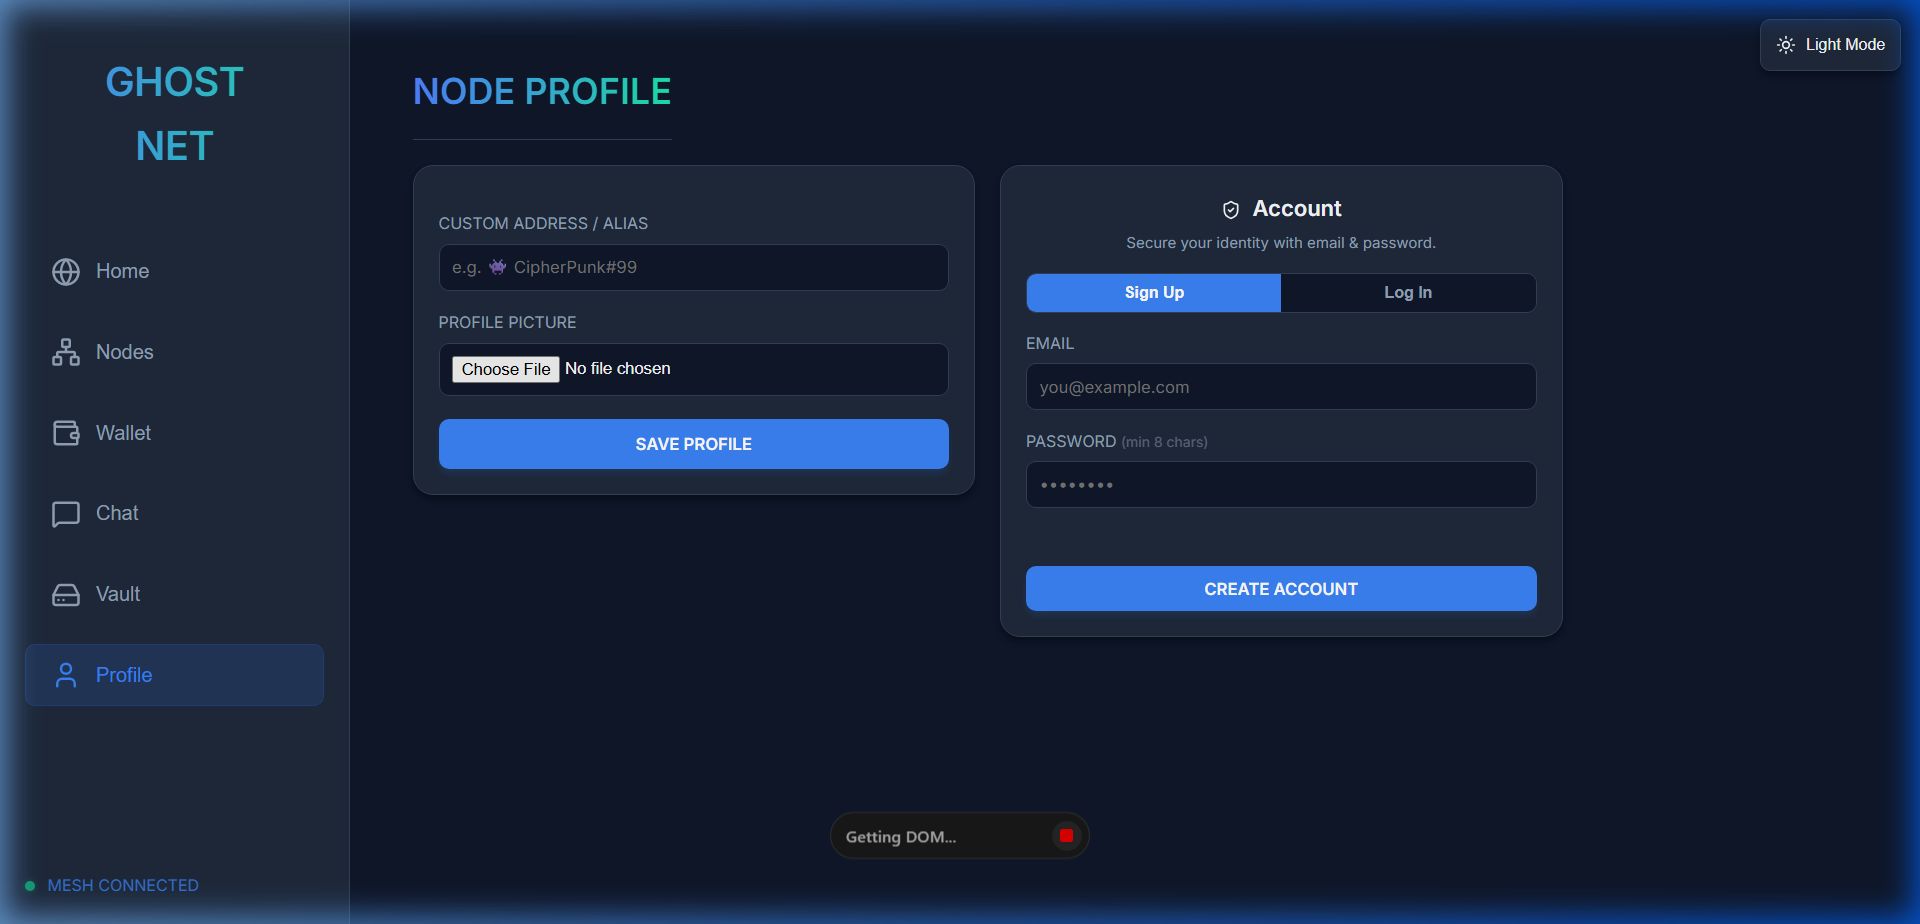 GHOST
NET
Home
Nodes
Wallet
Chat
Vault
Profile
MESH CONNECTED
Light Mode
NODE PROFILE
CUSTOM ADDRESS / ALIAS
e.g. 👾 CipherPunk#99
PROFILE PICTURE
Choose File No file chosen
SAVE PROFILE
Account
Secure your identity with email & password.
Sign Up
Log In
EMAIL
you@example.com
PASSWORD (min 8 chars)
••••••••
CREATE ACCOUNT
Getting DOM...